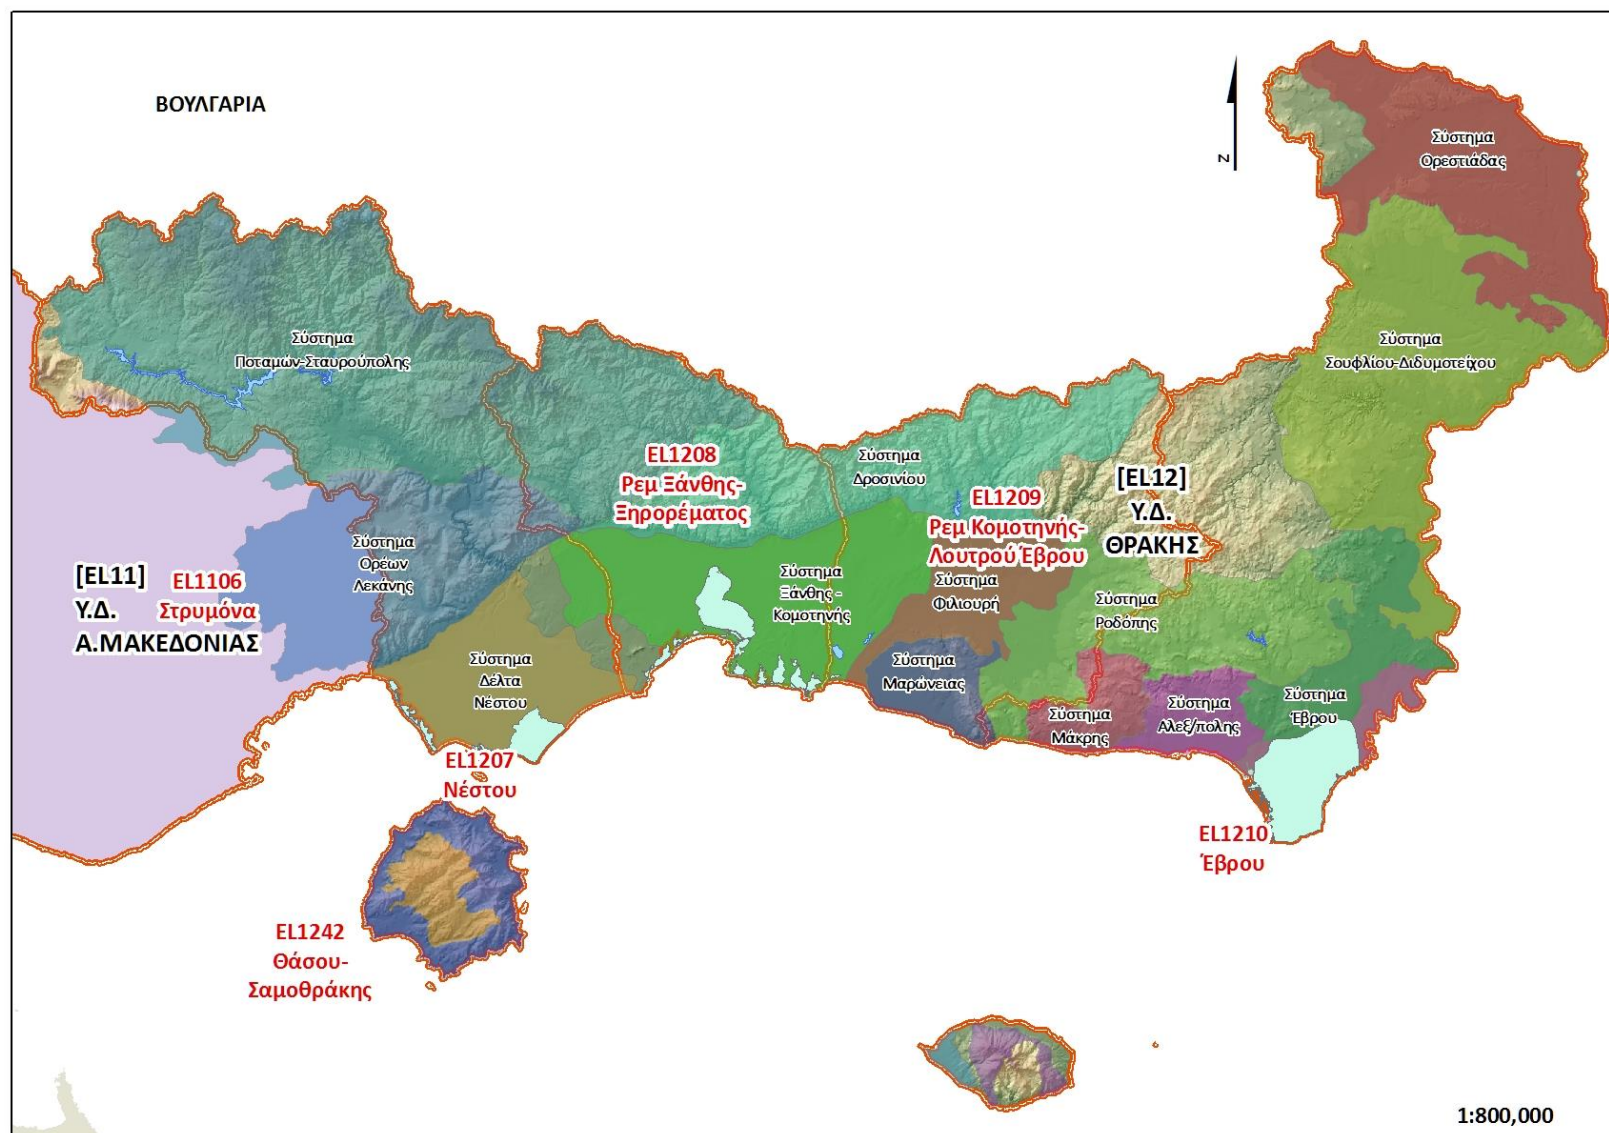 ΒΟΥΛΓΑΡΙΑ
Z
Σύστημα
Ορεστιάδας
Σύστημα
Ποταμών-Σταυρούπολης
Σύστημα
Σουφλίου-Διδυμοτείχου
EL1208
Ρεμ Ξάνθης-
Ξηρορέματος
Σύστημα
Δροσινίου
EL1209
Ρεμ Κομοτηνής-
Λουτρού Έβρου
[EL12]
Υ.Δ.
ΘΡΑΚΗΣ
Σύστημα
Ορέων
Λεκάνης
[EL11]
Υ.Δ.
Α.ΜΑΚΕΔΟΝΙΑΣ
EL1106
Στρυμόνα
Σύστημα
Ξάνθης -
Κομοτηνής
Σύστημα
Φιλιουρή
Σύστημα
Ροδόπης
Σύστημα
Δέλτα
Νέστου
Σύστημα
Μαρώνειας
Σύστημα
Μάκρης
Σύστημα
Αλεξ/πολης
Σύστημα
Έβρου
EL1207
Νέστου
EL1210
Έβρου
EL1242
Θάσου-
Σαμοθράκης
1:800,000